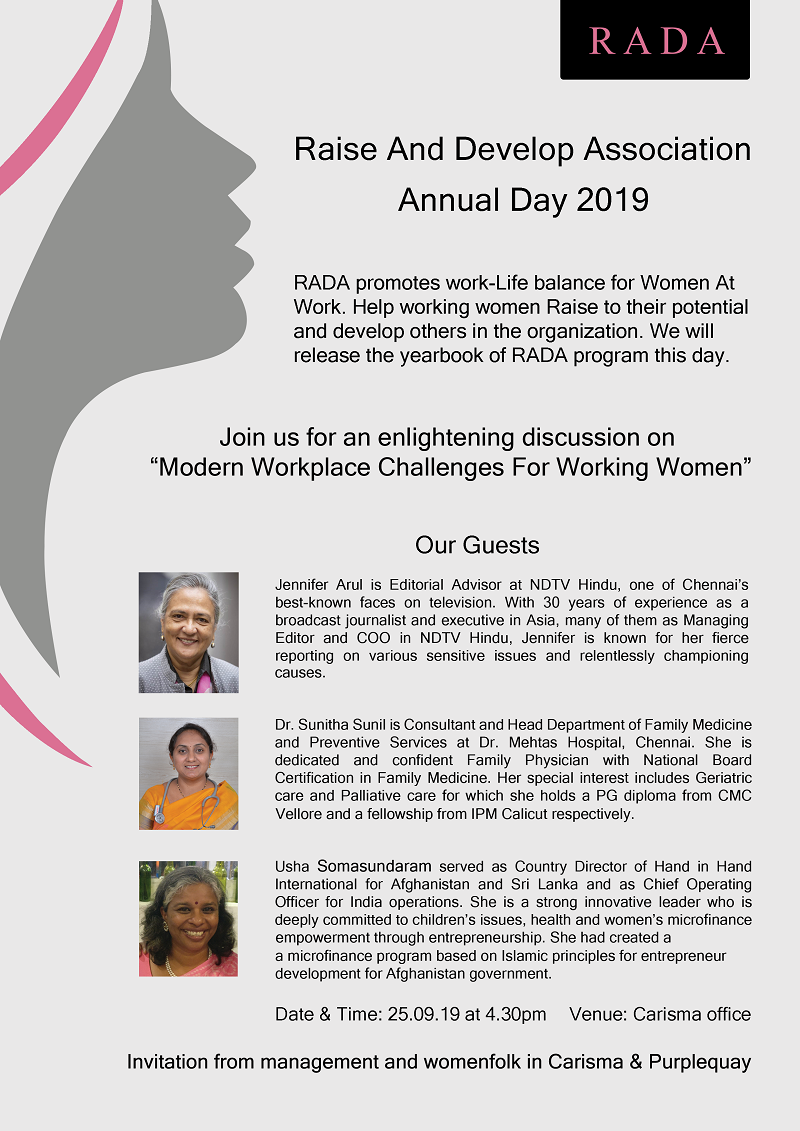 RADA
Raise And Develop Association
Annual Day 2019
RADA promotes work-Life balance for Women At
Work. Help working women Raise to their potential
and develop others in the organization. We will
release the yearbook of RADA program this day.
Join us for an enlightening discussion on
“Modern Workplace Challenges For Working Women”
Our Guests
Jennifer Arul is Editorial Advisor at NDTV Hindu, one of Chennai’s
best-known faces on television. With 30 years of experience as a
broadcast journalist and executive in Asia, many of them as Managing
Editor and COO in NDTV Hindu, Jennifer is known for her fierce
reporting on various sensitive issues and relentlessly championing
causes.
Dr. Sunitha Sunil is Consultant and Head Department of Family Medicine
and Preventive Services at Dr. Mehtas Hospital, Chennai. She is
dedicated and confident Family Physician with National Board
Certification in Family Medicine. Her special interest includes Geriatric
care and Palliative care for which she holds a PG diploma from CMC
Vellore and a fellowship from IPM Calicut respectively.
Usha Somasundaram served as Country Director of Hand in Hand
International for Afghanistan and Sri Lanka and as Chief Operating
Officer for India operations. She is a strong innovative leader who is
deeply committed to children’s issues, health and women’s microfinance
empowerment through entrepreneurship. She had created a
a microfinance program based on Islamic principles for entrepreneur
development for Afghanistan government.
Date & Time: 25.09.19 at 4.30pm Venue: Carisma office
Invitation from management and womenfolk in Carisma & Purplequay